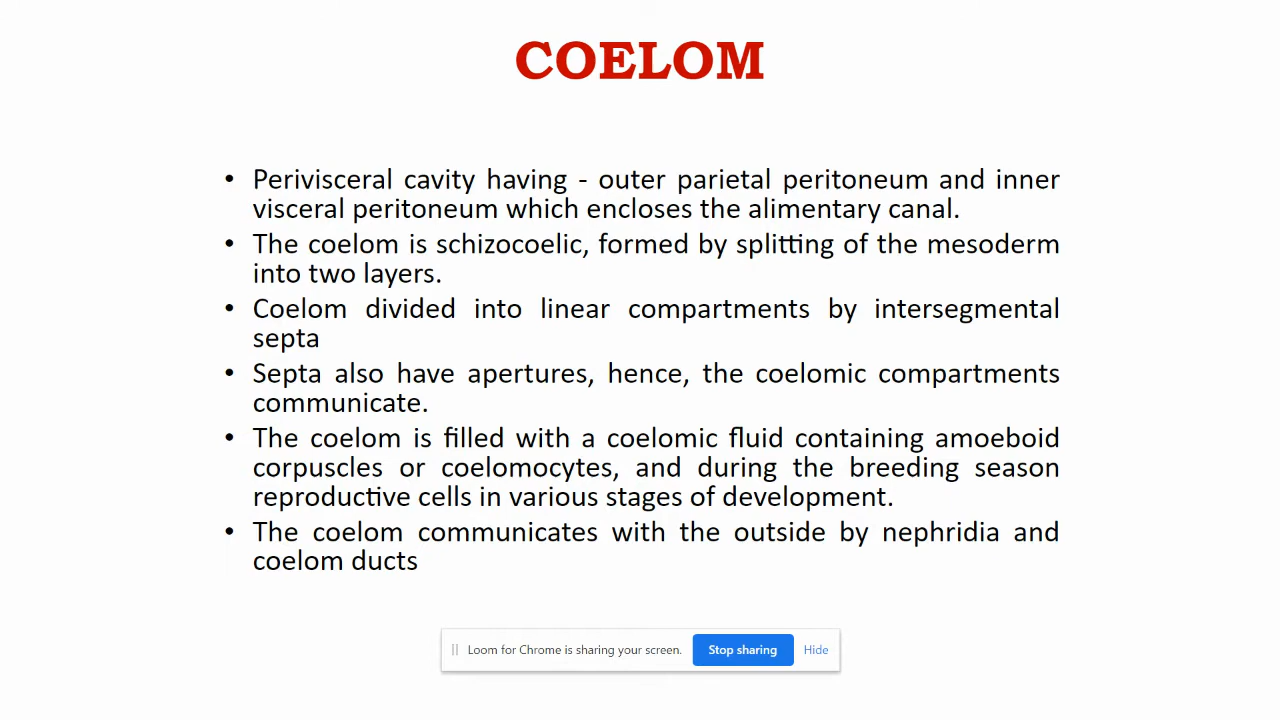 COELOM
• Perivisceral cavity having - outer parietal peritoneum and inner
visceral peritoneum which encloses the alimentary canal.
• The coelom is schizocoelic, formed by splitting of the mesoderm
into two layers.
• Coelom divided into linear compartments by intersegmental
septa
• Septa also have apertures, hence, the coelomic compartments
communicate.
• The coelom is filled with a coelomic fluid containing amoeboid
corpuscles or coelomocytes, and during the breeding season
reproductive cells in various stages of development.
• The coelom communicates with the outside by nephridia and
coelom ducts
Loom for Chrome is sharing your screen. Stop sharing Hide